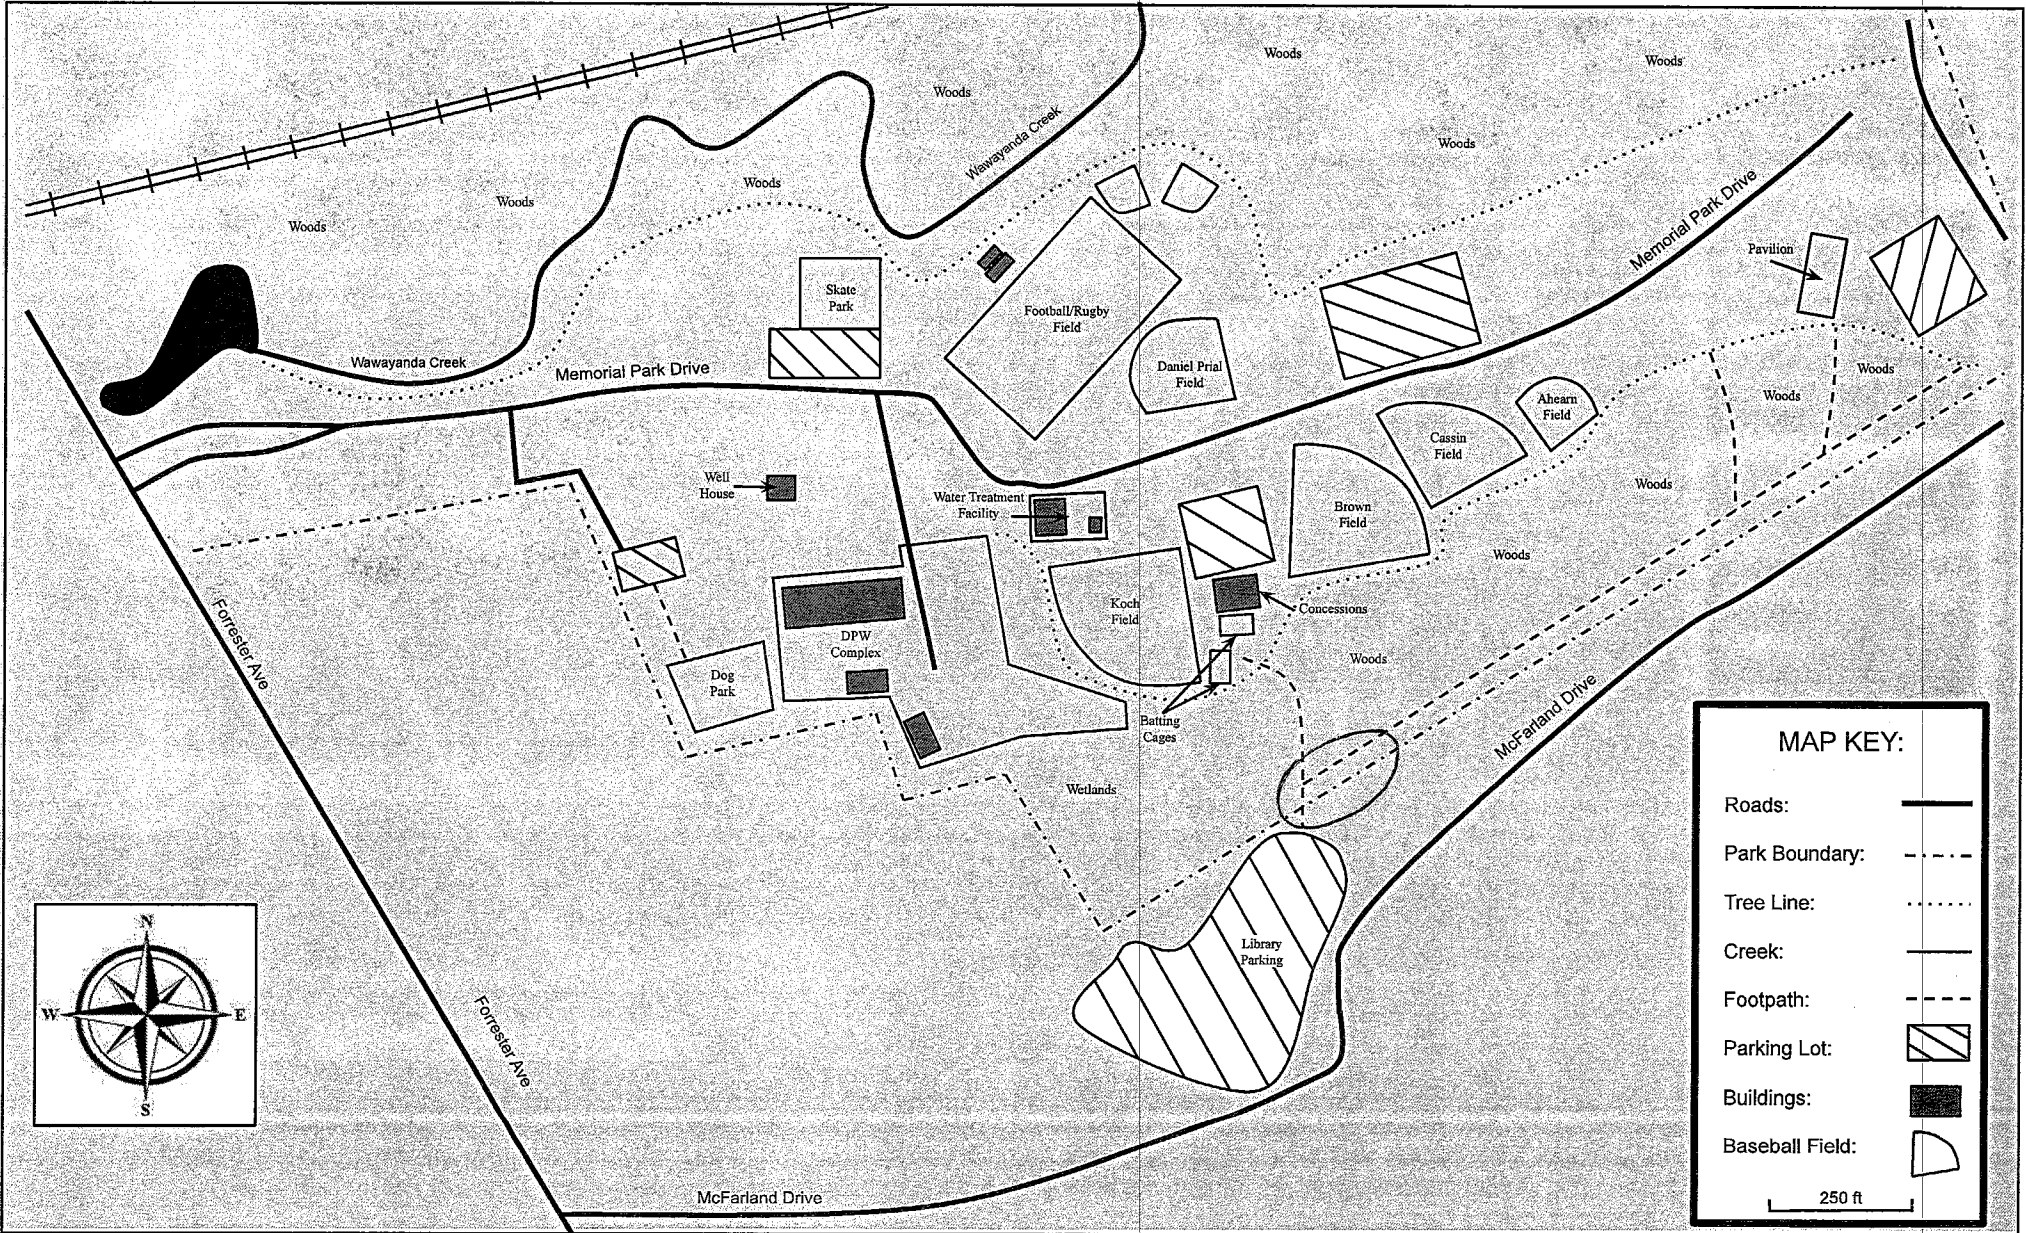 Woods
Woods
Woods
Woods
Wawayanda Creek
Woods
Woods
Woods
Memorial Park Drive
Pavilion
Skate
Park
Football/Rugby
Field
Wawayanda Creek
Memorial Park Drive
Daniel Prial
Field
Woods
Woods
Ahearn
Field
Cassin
Field
Well
House
Water Treatment
Facility
Woods
Brown
Field
Woods
Forrester Ave
Koch
Field
Concessions
DPW
Complex
Woods
Dog
Park
Batting
Cages
McFarland Drive
Wetlands
Library
Parking
Forrester Ave
McFarland Drive
N
W
E
S
MAP KEY:
Roads:
Park Boundary:
Tree Line:
Creek:
Footpath:
Parking Lot:
Buildings:
Baseball Field:
250 ft